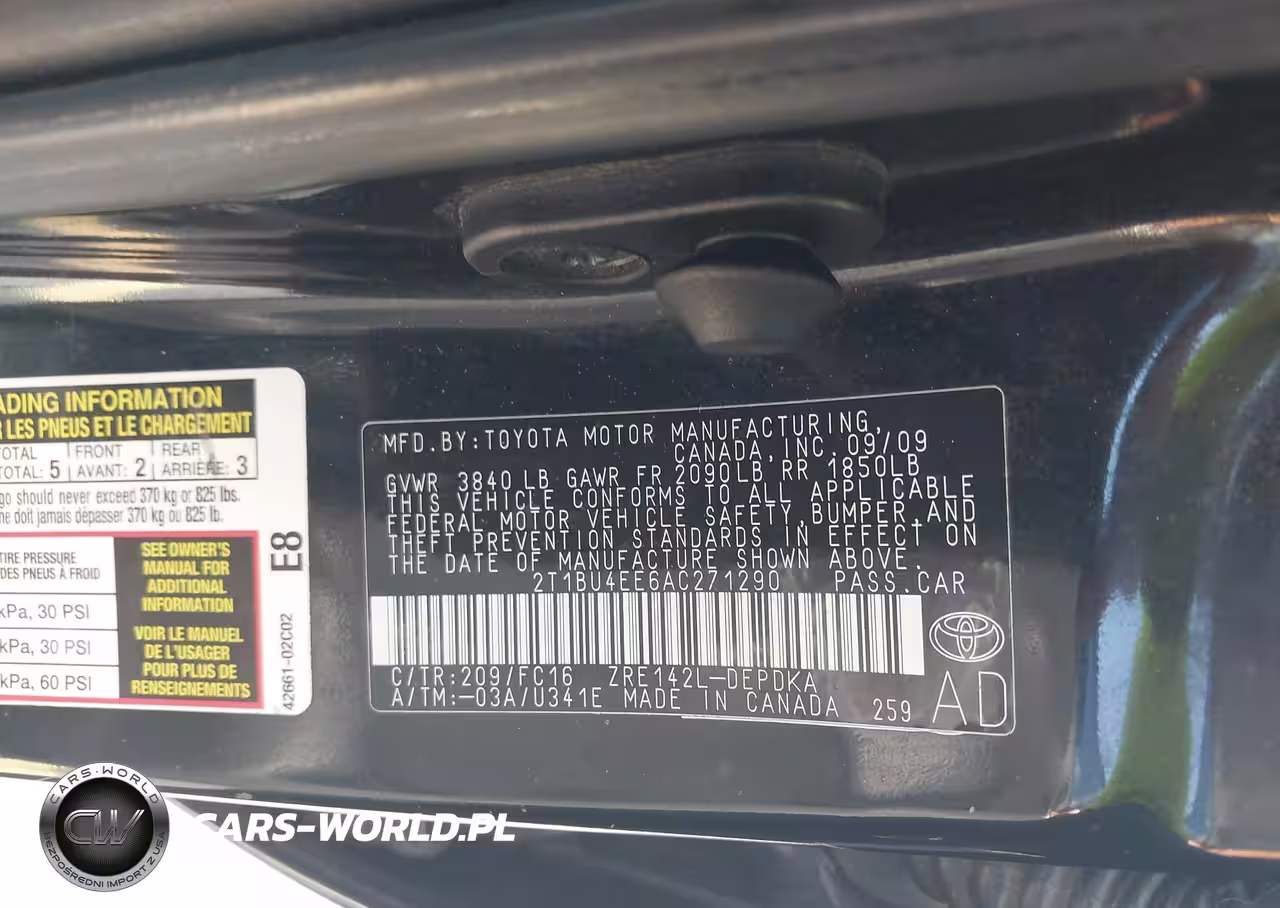 ADING INFORMATION
R LES PNEUS ET LE CHARGEMENT
OTAL FRONT REAR
TOTAL: 5 AVANT: 2 ARRIÈRE: 3
go should never exceed 370 kg or 825 lbs.
ne doit jamais dépasser 370 kg ou 825 lb.
TIRE PRESSURE
DES PNEUS À FROID
kPa, 30 PSI
kPa, 30 PSI
kPa, 60 PSI
SEE OWNER'S
MANUAL FOR
ADDITIONAL
INFORMATION
VOIR LE MANUEL
DE L'USAGER
POUR PLUS DE
RENSEIGNEMENTS
E8
42661-02C02
MFD.BY:TOYOTA MOTOR MANUFACTURING,
CANADA,INC. 09/09
GVWR 3840 LB GAWR FR 2090LB RR 1850LB
THIS VEHICLE CONFORMS TO ALL APPLICABLE
FEDERAL MOTOR VEHICLE SAFETY,BUMPER,AND
THEFT PREVENTION STANDARDS IN EFFECT ON
THE DATE OF MANUFACTURE SHOWN ABOVE.
2T1BU4EE6AC271290 PASS.CAR
C/TR:209/FC16 ZRE142L-DEPDKA
A/TM:-03A/U341E MADE IN CANADA 259
AD
CARS-WORLD
CW
BEZPOŚREDNI IMPORT Z USA
CARS-WORLD.PL